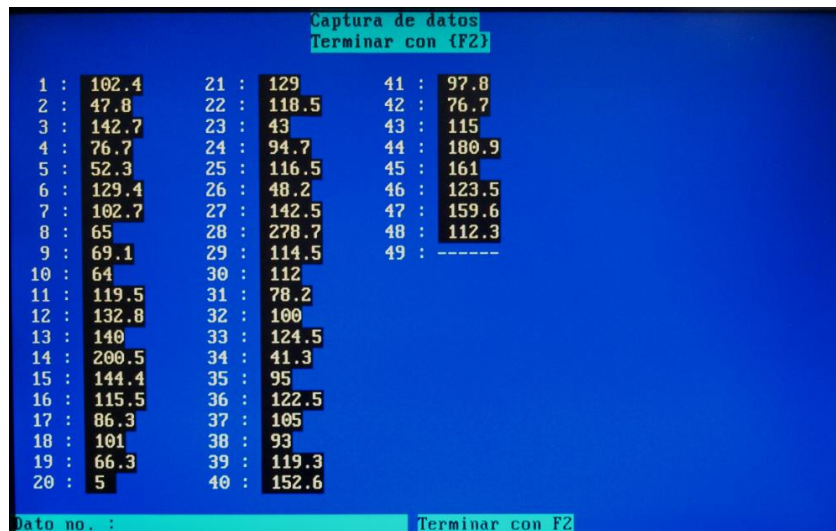 Captura de datos
Terminar con {F2}
1 : 102.4 21 : 129 41 : 97.8
2 : 47.8 22 : 118.5 42 : 76.7
3 : 142.7 23 : 43 43 : 115
4 : 76.7 24 : 94.7 44 : 180.9
5 : 52.3 25 : 116.5 45 : 161
6 : 129.4 26 : 48.2 46 : 123.5
7 : 102.7 27 : 142.5 47 : 159.6
8 : 65 28 : 278.7 48 : 112.3
9 : 69.1 29 : 114.5 49 : ------
10 : 64 30 : 112
11 : 119.5 31 : 78.2
12 : 132.8 32 : 100
13 : 140 33 : 124.5
14 : 200.5 34 : 41.3
15 : 144.4 35 : 95
16 : 115.5 36 : 122.5
17 : 86.3 37 : 105
18 : 101 38 : 93
19 : 66.3 39 : 119.3
20 : 5 40 : 152.6
Dato no. : Terminar con F2